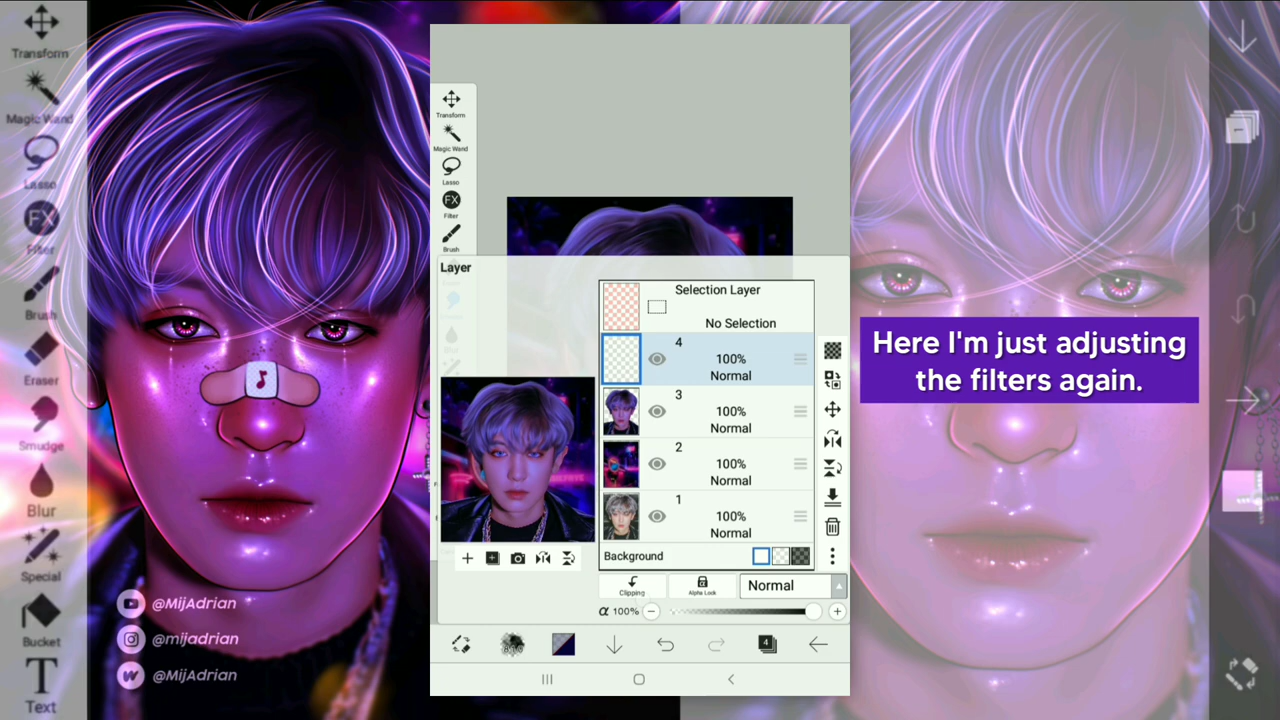 Transform
Magic Wand
Lasso
Filter
Brush
Eraser
Smudge
Blur
Special
Bucket
Text
@MijAdrian
@mijadrian
@MijAdrian
Transform
Magic Wand
Lasso
FX
Filter
Brush
Layer
Selection Layer
No Selection
4
100%
Normal
3
100%
Normal
2
100%
Normal
1
100%
Normal
Background
Clipping
Alpha Lock
Normal
α 100%
4
Here I'm just adjusting
the filters again.